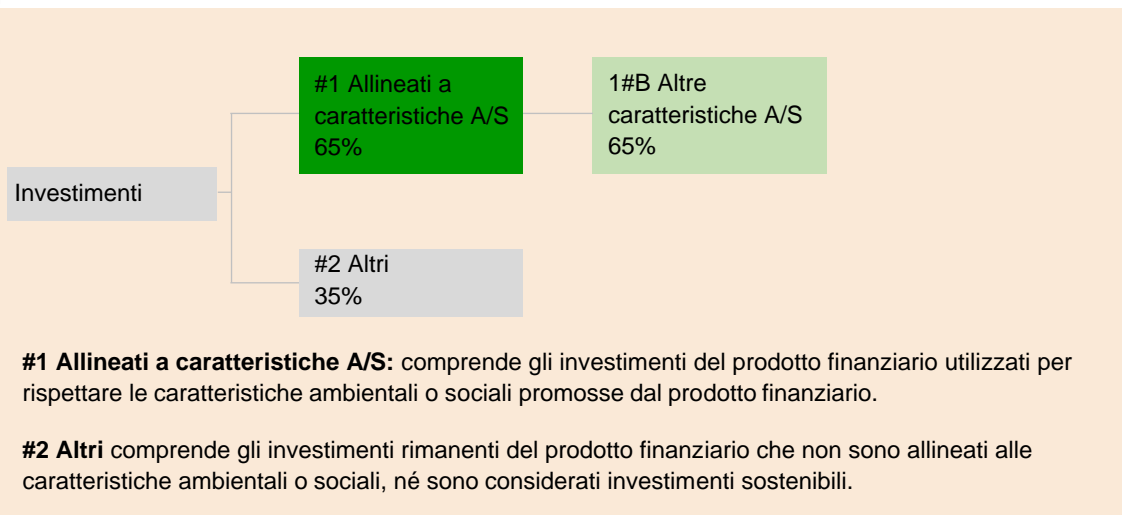 #1 Allineati a
caratteristiche A/S
65%
1#B Altre
caratteristiche A/S
65%
Investimenti
#2 Altri
35%
#1 Allineati a caratteristiche A/S: comprende gli investimenti del prodotto finanziario utilizzati per
rispettare le caratteristiche ambientali o sociali promosse dal prodotto finanziario.
#2 Altri comprende gli investimenti rimanenti del prodotto finanziario che non sono allineati alle
caratteristiche ambientali o sociali, né sono considerati investimenti sostenibili.